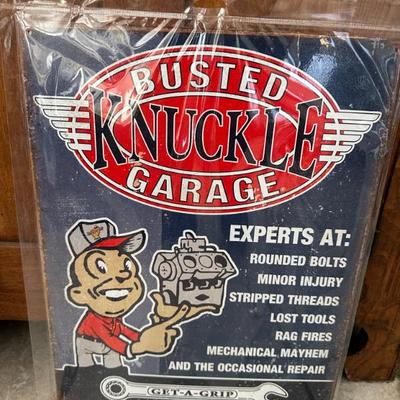 BUSTED
KNUCKLE
GARAGE
EXPERTS AT:
ROUNDED BOLTS
MINOR INJURY
STRIPPED THREADS
LOST TOOLS
RAG FIRES
MECHANICAL MAYHEM
AND THE OCCASIONAL REPAIR
GET-A-GRIP